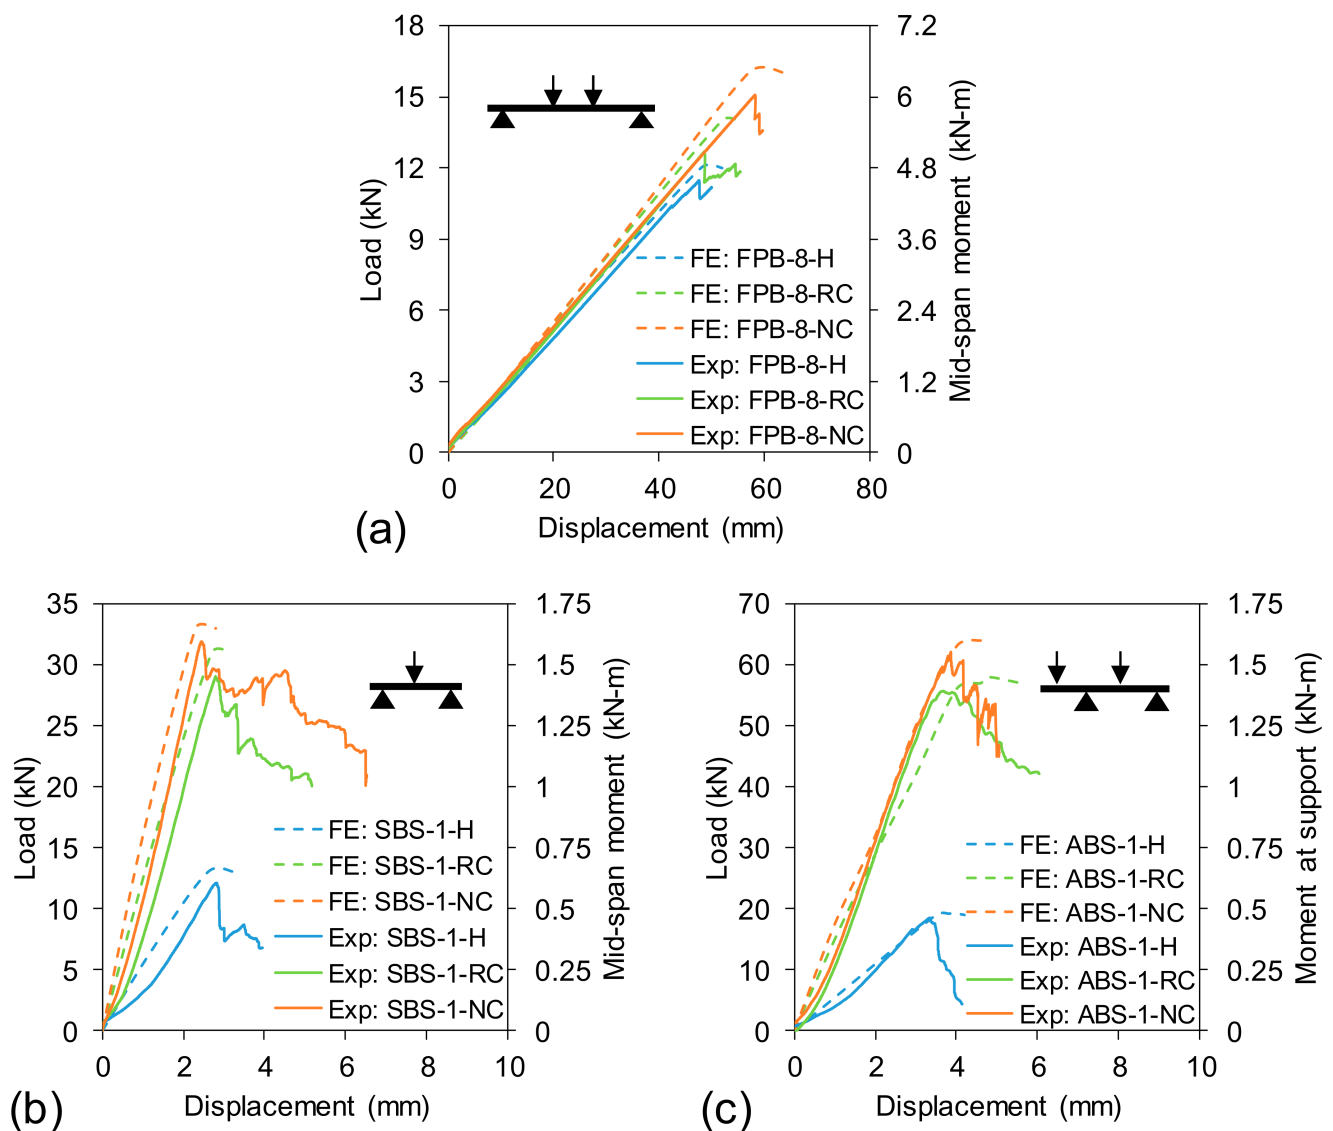 18
15
12
9
6
3
0
Load (kN)
7.2
6
4.8
3.6
2.4
1.2
0
Mid-span moment (kN-m)
FE: FPB-8-H
FE: FPB-8-RC
FE: FPB-8-NC
Exp: FPB-8-H
Exp: FPB-8-RC
Exp: FPB-8-NC
0 20 40 60 80
Displacement (mm)
(a)
35
30
25
20
15
10
5
0
Load (kN)
1.75
1.5
1.25
1
0.75
0.5
0.25
0
Mid-span moment (kN-m)
FE: SBS-1-H
FE: SBS-1-RC
FE: SBS-1-NC
Exp: SBS-1-H
Exp: SBS-1-RC
Exp: SBS-1-NC
0 2 4 6 8 10
Displacement (mm)
(b)
70
60
50
40
30
20
10
0
Load (kN)
1.75
1.5
1.25
1
0.75
0.5
0.25
0
Moment at support (kN-m)
FE: ABS-1-H
FE: ABS-1-RC
FE: ABS-1-NC
Exp: ABS-1-H
Exp: ABS-1-RC
Exp: ABS-1-NC
0 2 4 6 8 10
Displacement (mm)
(c)